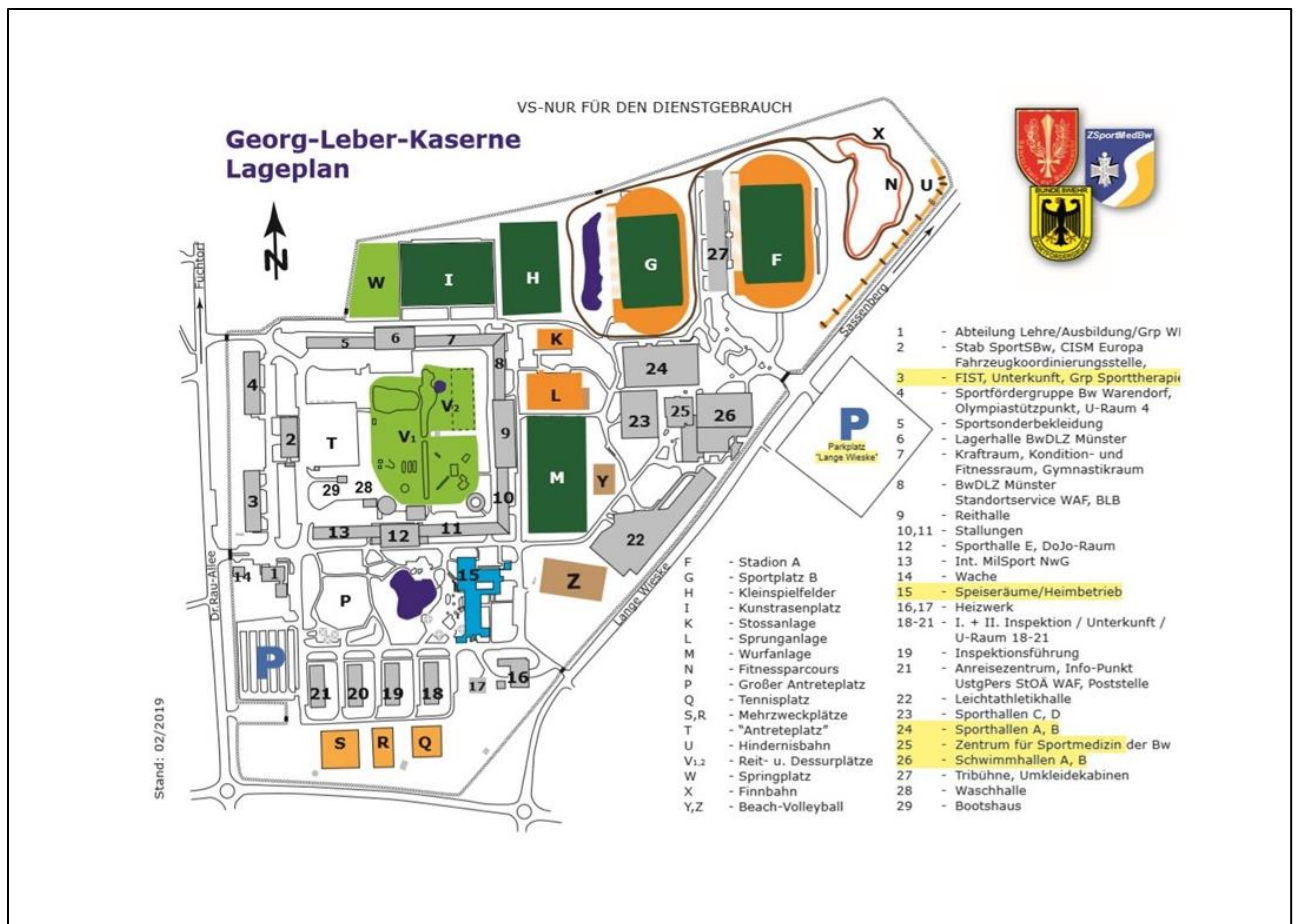 VS-NUR FÜR DEN DIENSTGEBRAUCH
Georg-Leber-Kaserne
Lageplan
ZSportMedBw
BUNDESWEHR
N
Füchtorf
X
N
U
W
I
H
G
27
F
Sassenberg
5
6
7
8
K
24
4
V2
L
23
25
26
2
T
V1
9
P
Parkplatz
"Lange Wieske"
3
29
28
M
Y
10
13
12
11
22
14
1
15
Z
Dr.Rau-Allee
P
Lange Wieske
P
21
20
19
18
17
16
S
R
Q
Stand: 02/2019
F - Stadion A
G - Sportplatz B
H - Kleinspielfelder
I - Kunstrasenplatz
K - Stossanlage
L - Sprunganlage
M - Wurfanlage
N - Fitnessparcours
P - Großer Antreteplatz
Q - Tennisplatz
S,R - Mehrzweckplätze
T - "Antreteplatz"
U - Hindernisbahn
V1,2 - Reit- u. Dessurplätze
W - Springplatz
X - Finnbahn
Y,Z - Beach-Volleyball
1 - Abteilung Lehre/Ausbildung/Grp
2 - Stab SportSBw, CISM Europa
Fahrzeugkoordinierungsstelle,
3 - FIST, Unterkunft, Grp Sporttherapie
4 - Sportfördergruppe Bw Warendorf,
Olympiastützpunkt, U-Raum 4
5 - Sportsonderbekleidung
6 - Lagerhalle BwDLZ Münster
7 - Kraftraum, Kondition- und
Fitnessraum, Gymnastikraum
8 - BwDLZ Münster
Standortservice WAF, BLB
9 - Reithalle
10,11 - Stallungen
12 - Sporthalle E, DoJo-Raum
13 - Int. MilSport NwG
14 - Wache
15 - Speiseräume/Heimbetrieb
16,17 - Heizwerk
18-21 - I. + II. Inspektion / Unterkunft /
U-Raum 18-21
19 - Inspektionsführung
21 - Anreisezentrum, Info-Punkt
UstgPers StOÄ WAF, Poststelle
22 - Leichtathletikhalle
23 - Sporthallen C, D
24 - Sporthallen A, B
25 - Zentrum für Sportmedizin der Bw
26 - Schwimmhallen A, B
27 - Tribühne, Umkleidekabinen
28 - Waschhalle
29 - Bootshaus